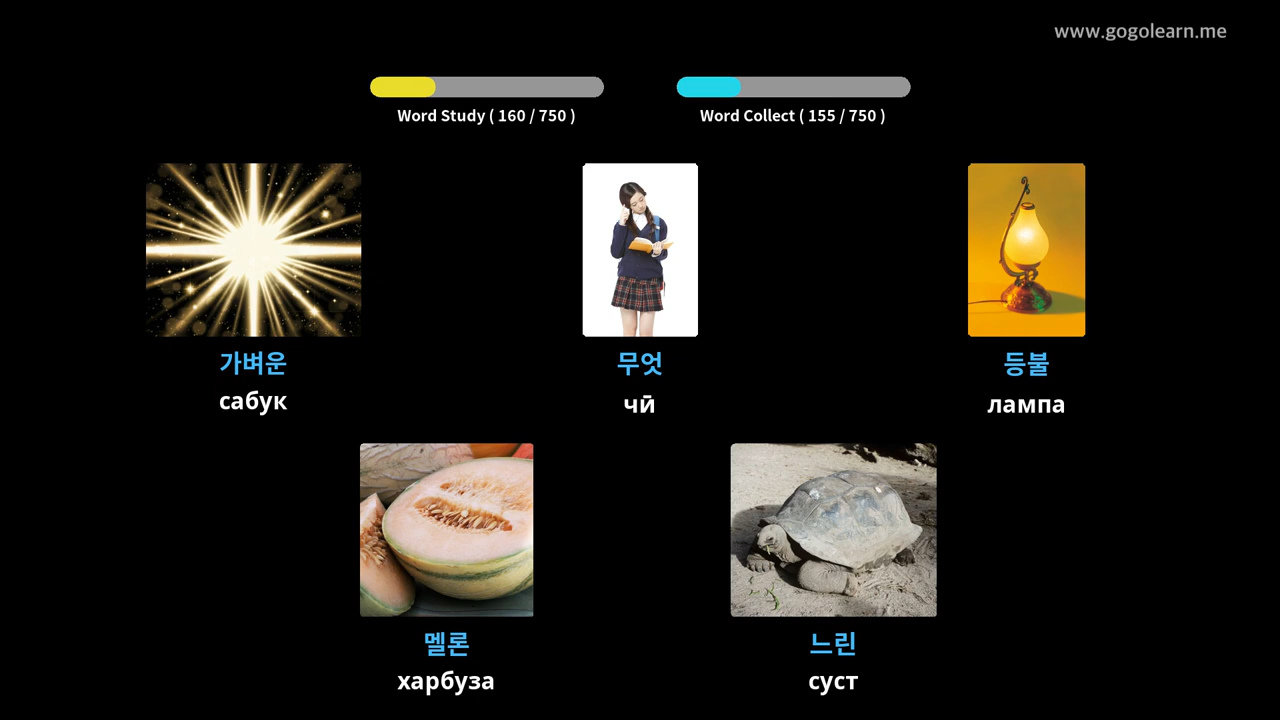 www.gogolearn.me
Word Study ( 160 / 750 )
Word Collect ( 155 / 750 )
가벼운
сабук
무엇
чӣ
등불
лампа
멜론
харбуза
느린
суст